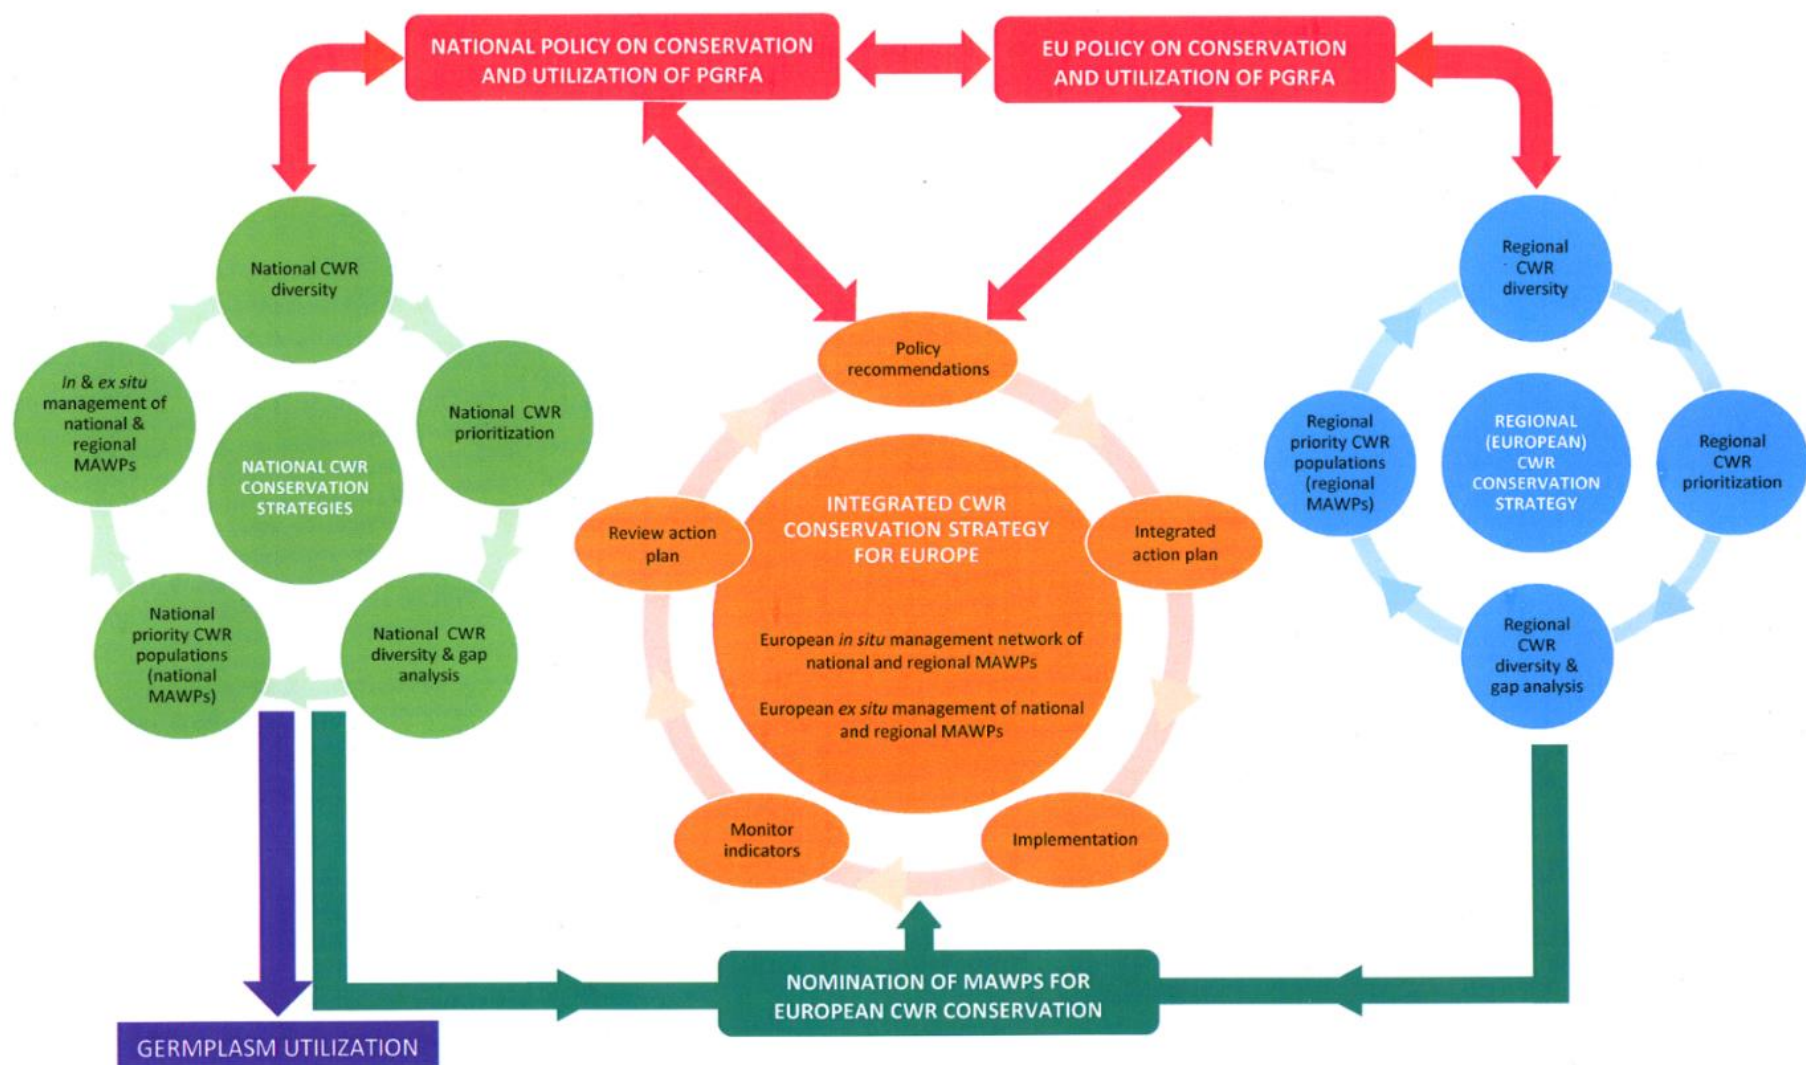 NATIONAL POLICY ON CONSERVATION
AND UTILIZATION OF PGRFA
EU POLICY ON CONSERVATION
AND UTILIZATION OF PGRFA
National CWR
diversity
National CWR
prioritization
National CWR
diversity & gap
analysis
National
priority CWR
populations
(national
MAWPs)
In & ex situ
management of
national &
regional
MAWPs
NATIONAL CWR
CONSERVATION
STRATEGIES
Policy
recommendations
Integrated
action plan
Implementation
Monitor
indicators
Review action
plan
INTEGRATED CWR
CONSERVATION STRATEGY
FOR EUROPE
European in situ management network of
national and regional MAWPs
European ex situ management of national
and regional MAWPs
Regional
CWR
diversity
Regional
CWR
prioritization
Regional
CWR
diversity &
gap analysis
Regional
priority CWR
populations
(regional
MAWPs)
REGIONAL
(EUROPEAN)
CWR
CONSERVATION
STRATEGY
NOMINATION OF MAWPS FOR
EUROPEAN CWR CONSERVATION
GERMPLASM UTILIZATION